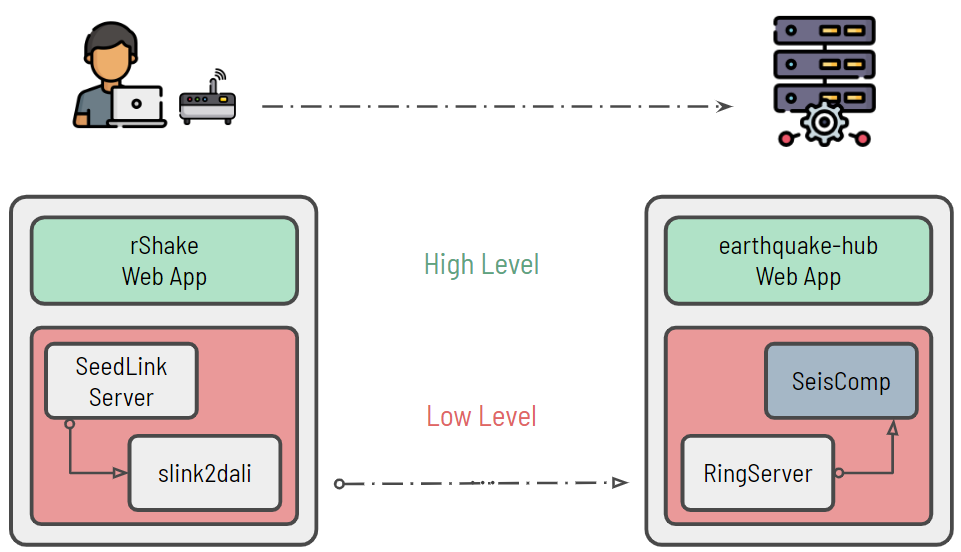 rShake
Web App
High Level
earthquake-hub
Web App
SeedLink
Server
slink2dali
Low Level
SeisComp
RingServer